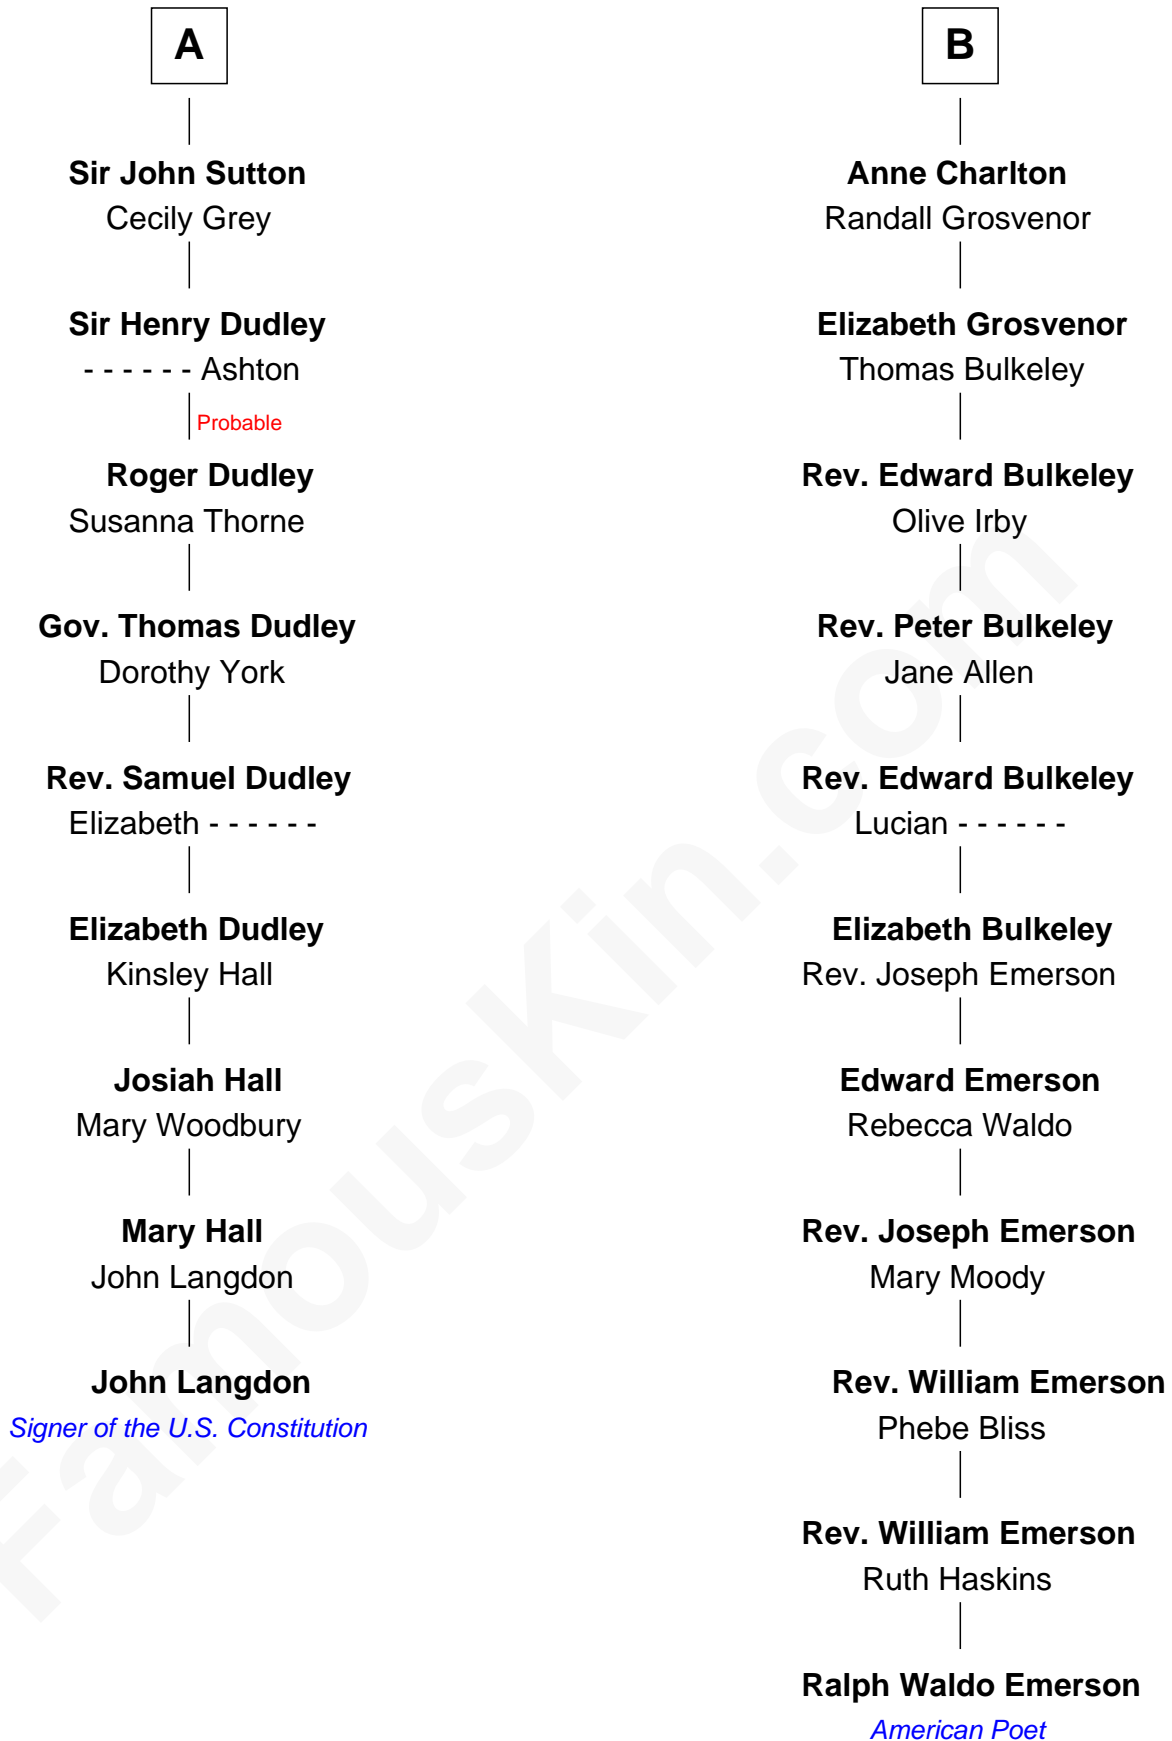 A
Sir John Sutton
Cecily Grey
Sir Henry Dudley
- - - - - - Ashton
Probable
Roger Dudley
Susanna Thorne
Gov. Thomas Dudley
Dorothy York
Rev. Samuel Dudley
Elizabeth - - - - - -
Elizabeth Dudley
Kinsley Hall
Josiah Hall
Mary Woodbury
Mary Hall
John Langdon
John Langdon
Signer of the U.S. Constitution
B
Anne Charlton
Randall Grosvenor
Elizabeth Grosvenor
Thomas Bulkeley
Rev. Edward Bulkeley
Olive Irby
Rev. Peter Bulkeley
Jane Allen
Rev. Edward Bulkeley
Lucian - - - - - -
Elizabeth Bulkeley
Rev. Joseph Emerson
Edward Emerson
Rebecca Waldo
Rev. Joseph Emerson
Mary Moody
Rev. William Emerson
Phebe Bliss
Rev. William Emerson
Ruth Haskins
Ralph Waldo Emerson
American Poet
FamousKin.com